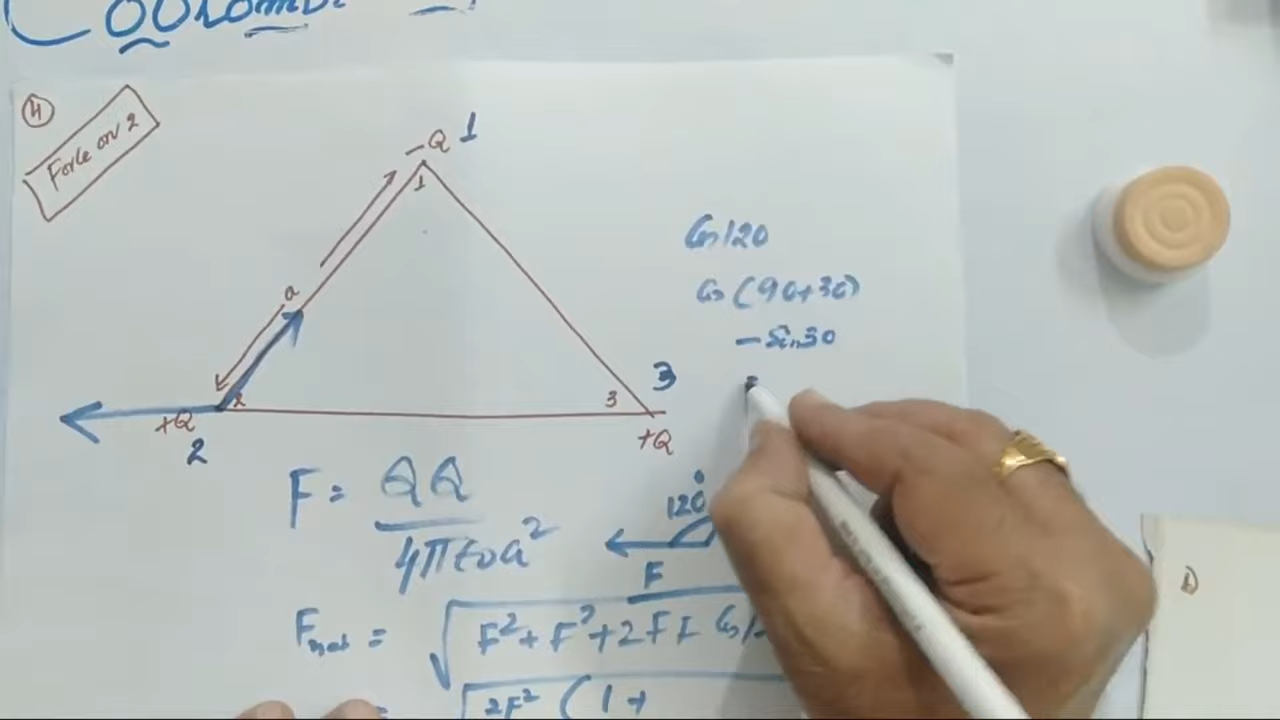 COULOMB
4
Force on 2
-Q 1
1
a
Cos120
Cos (90+30)
-Sin30
2
3
3
+Q
2
+Q
F = QQ
4πε0a²
120°
F
Fnet = √F²+F²+2FF Cos
= √2F² (1+